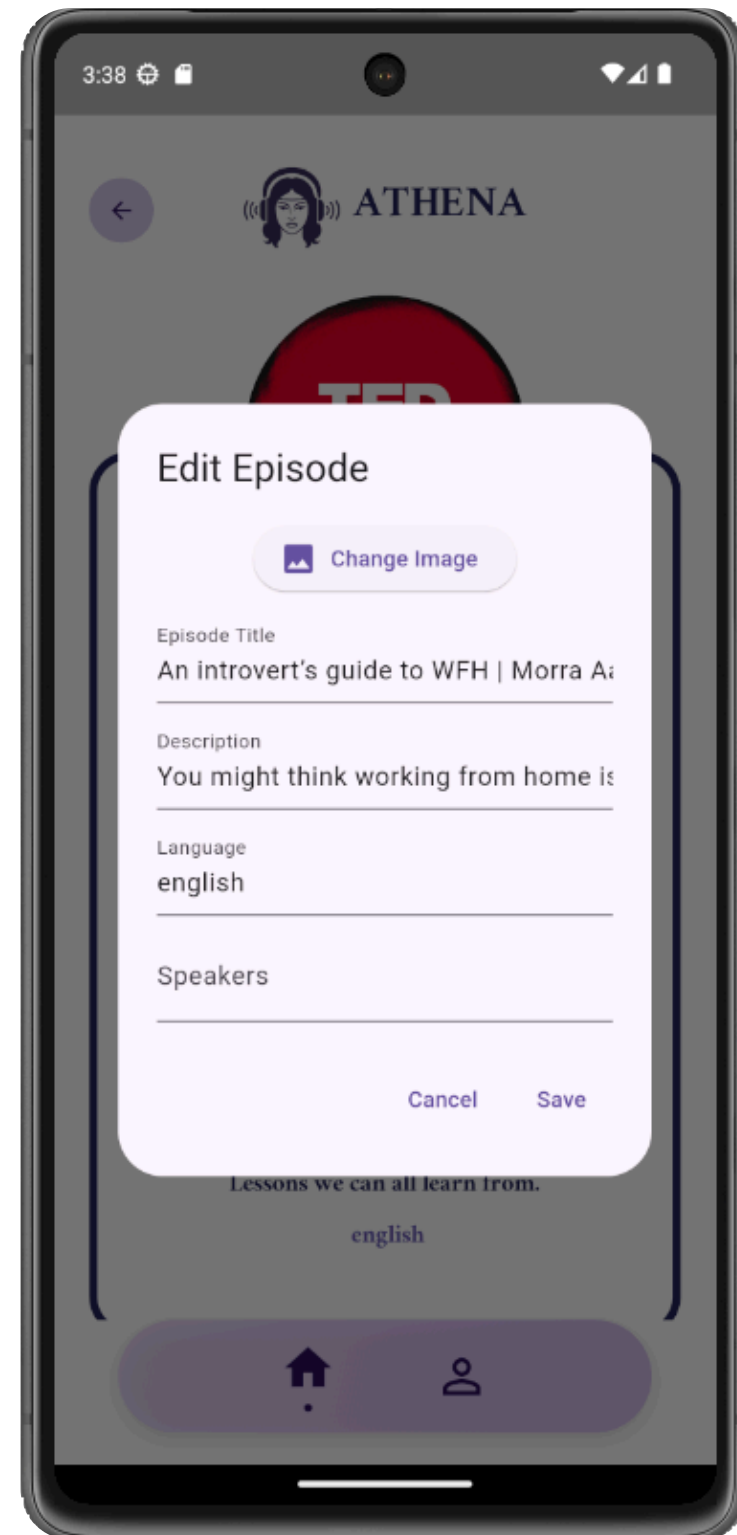 3:38
ATHENA
TED
Edit Episode
Change Image
Episode Title
An introvert's guide to WFH | Morra
Description
You might think working from home is
Language
english
Speakers
Cancel Save
Lessons we can all learn from.
english